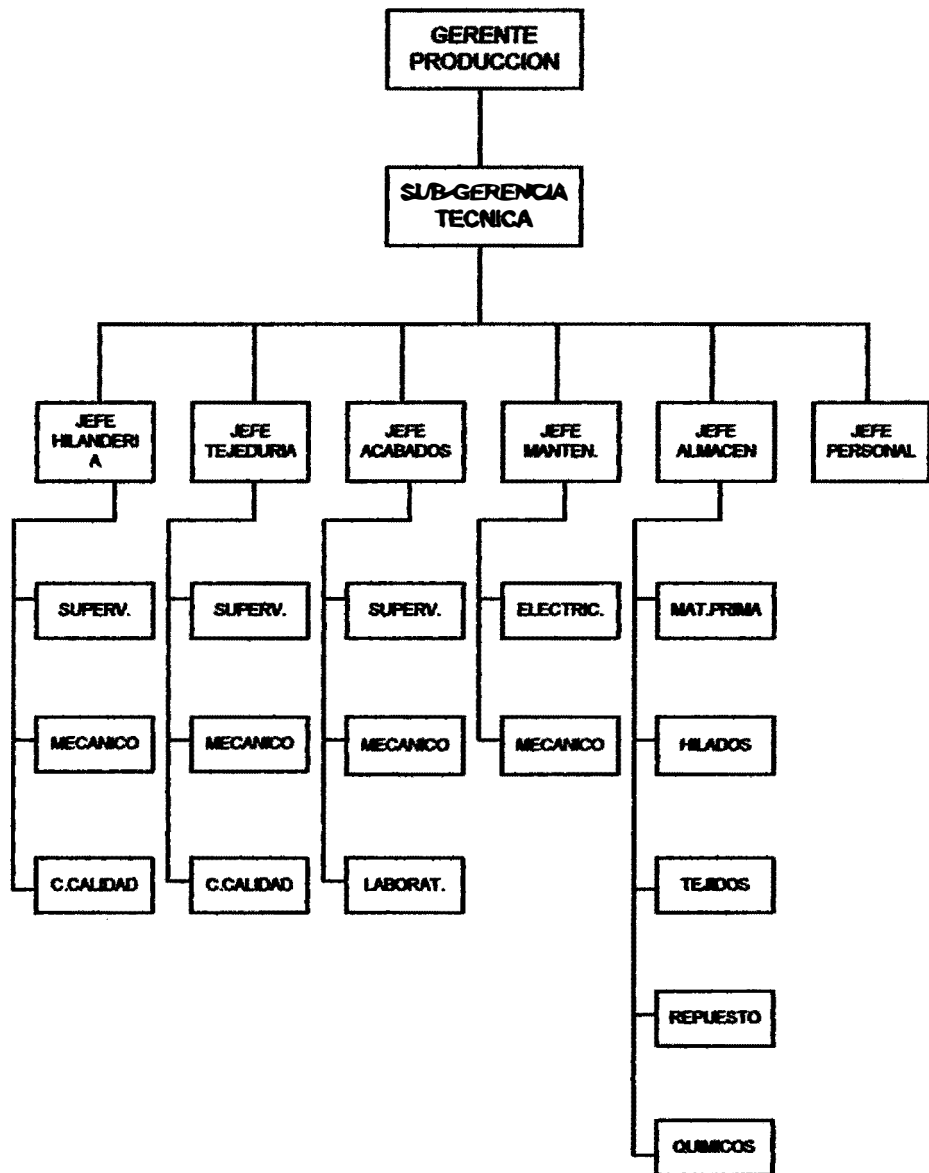 GERENTE
PRODUCCION
SUB-GERENCIA
TECNICA
JEFE
HILANDERI
A
JEFE
TEJEDURIA
JEFE
ACABADOS
JEFE
MANTEN.
JEFE
ALMACEN
JEFE
PERSONAL
SUPERV.
SUPERV.
SUPERV.
ELECTRIC.
MAT.PRIMA
MECANICO
MECANICO
MECANICO
MECANICO
HILADOS
C.CALIDAD
C.CALIDAD
LABORAT.
TEJIDOS
REPUESTO
QUIMICOS